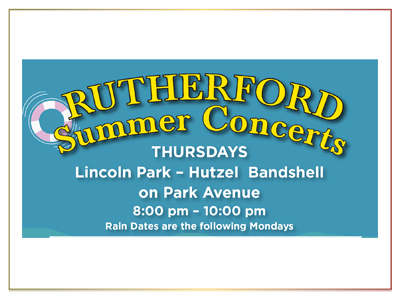 RUTHERFORD
Summer Concerts
THURSDAYS
Lincoln Park – Hutzel Bandshell
on Park Avenue
8:00 pm – 10:00 pm
Rain Dates are the following Mondays